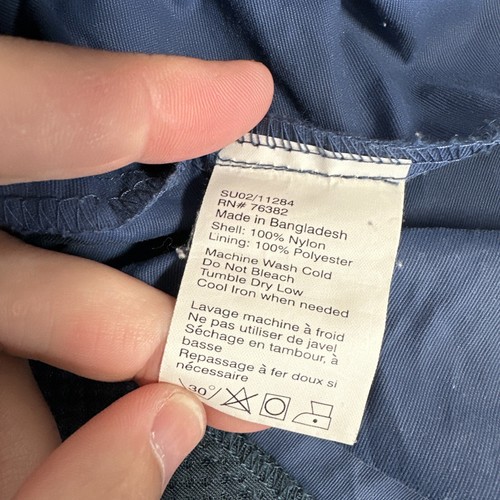 SU02/11284
RN# 76382
Made in Bangladesh
Shell: 100% Nylon
Lining: 100% Polyester
Machine Wash Cold
Do Not Bleach
Tumble Dry Low
Cool Iron when needed
Lavage machine à froid
Ne pas utiliser de javel
Séchage en tambour, à
basse
Repassage à fer doux si
nécessaire
30°